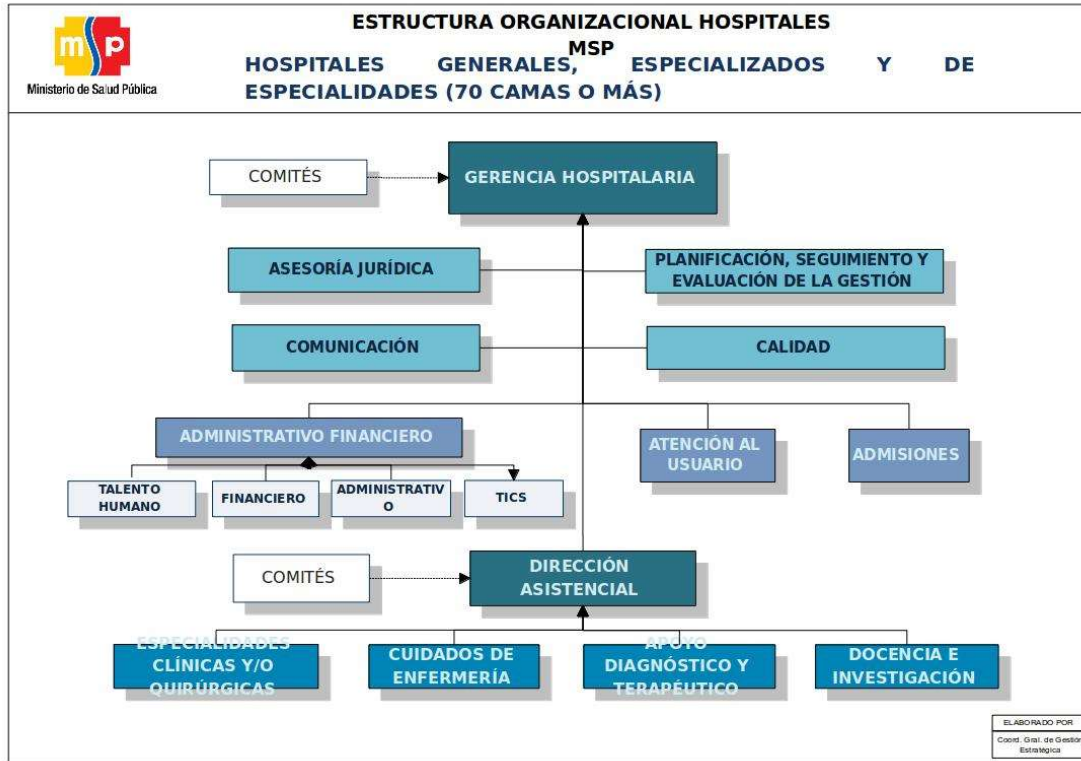 ESTRUCTURA ORGANIZACIONAL HOSPITALES
MSP
HOSPITALES GENERALES, ESPECIALIZADOS Y DE
ESPECIALIDADES (70 CAMAS O MÁS)
msp
Ministerio de Salud Pública
COMITÉS
GERENCIA HOSPITALARIA
ASESORÍA JURÍDICA
PLANIFICACIÓN, SEGUIMIENTO Y
EVALUACIÓN DE LA GESTIÓN
COMUNICACIÓN
CALIDAD
ADMINISTRATIVO FINANCIERO
ATENCIÓN AL
USUARIO
ADMISIONES
TALENTO
HUMANO
FINANCIERO
ADMINISTRATIV
O
TICS
COMITÉS
DIRECCIÓN
ASISTENCIAL
ESPECIALIDADES
CLÍNICAS Y/O
QUIRÚRGICAS
CUIDADOS DE
ENFERMERÍA
APOYO
DIAGNÓSTICO Y
TERAPÉUTICO
DOCENCIA E
INVESTIGACIÓN
ELABORADO POR
Coord. Gral. de Gestión
Estratégica